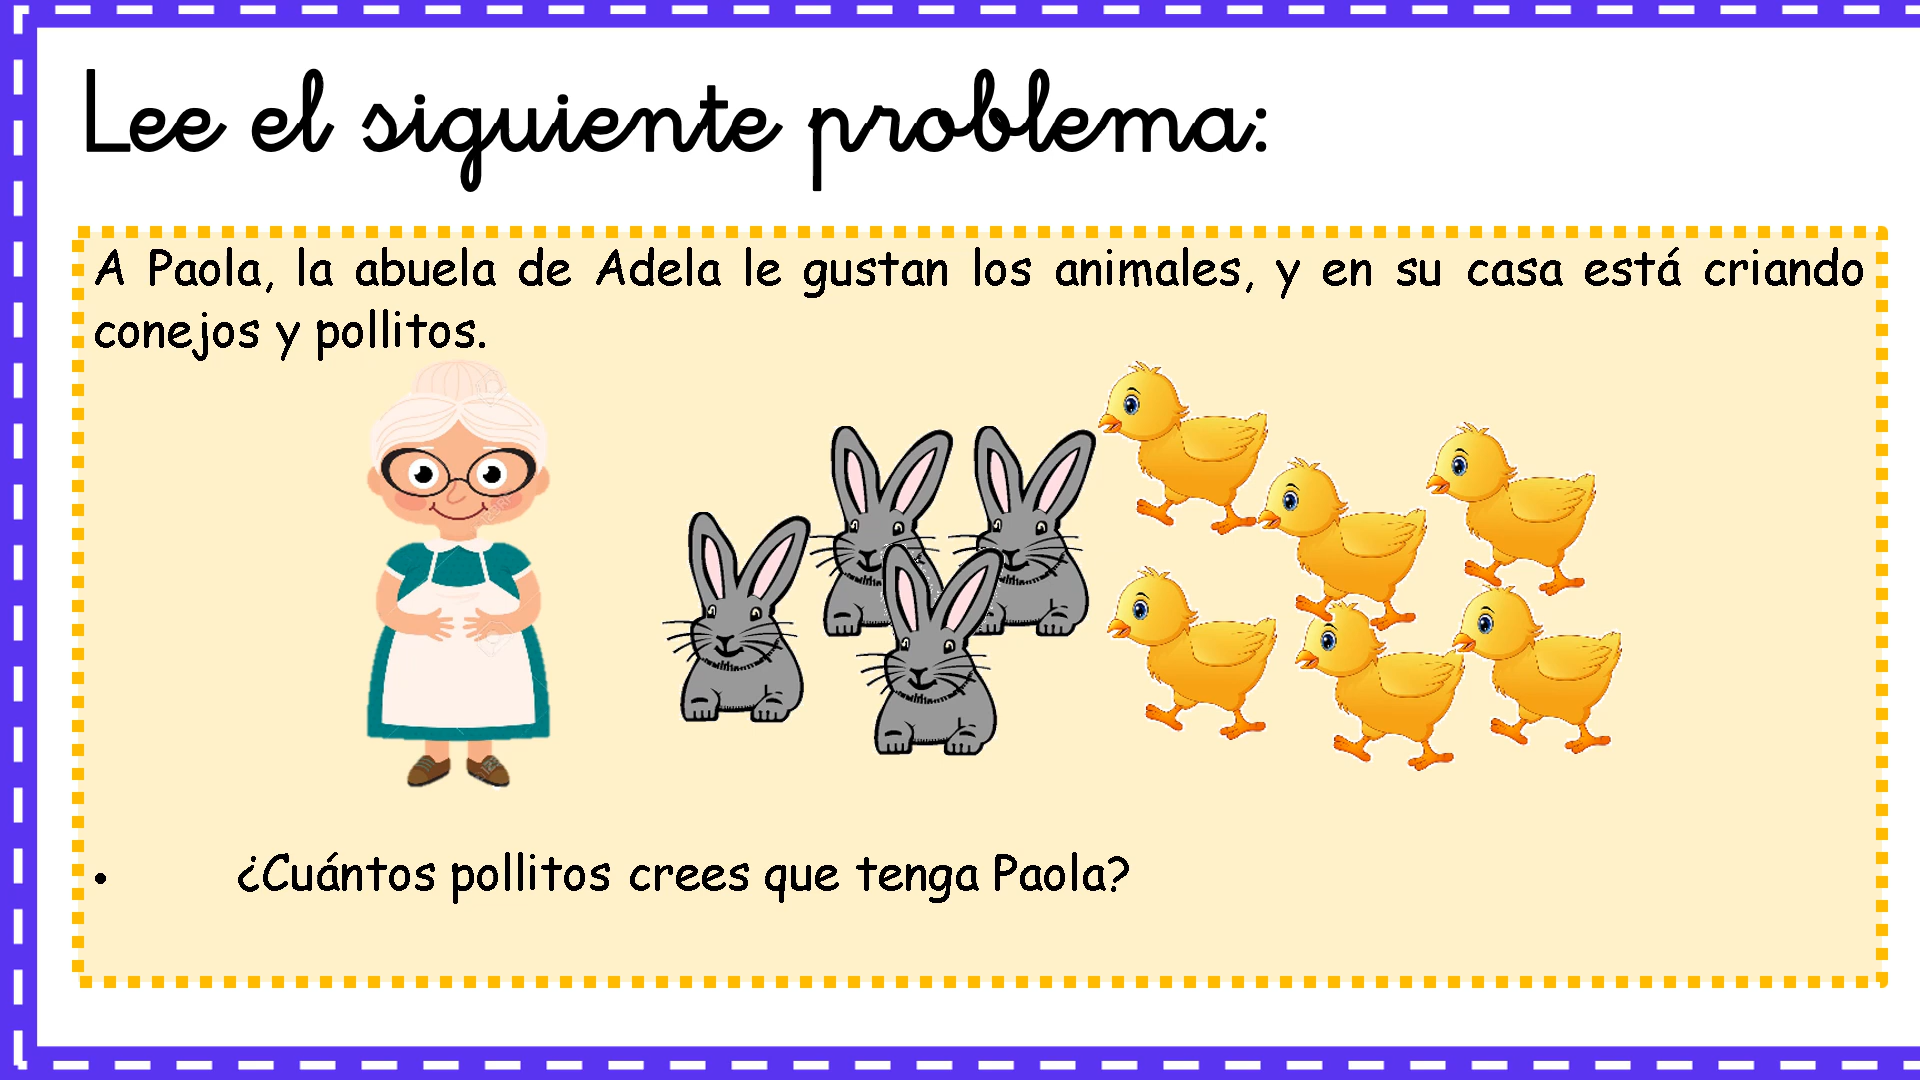 Lee el siguiente problema:
A Paola, la abuela de Adela le gustan los animales, y en su casa está criando
conejos y pollitos.
• ¿Cuántos pollitos crees que tenga Paola?